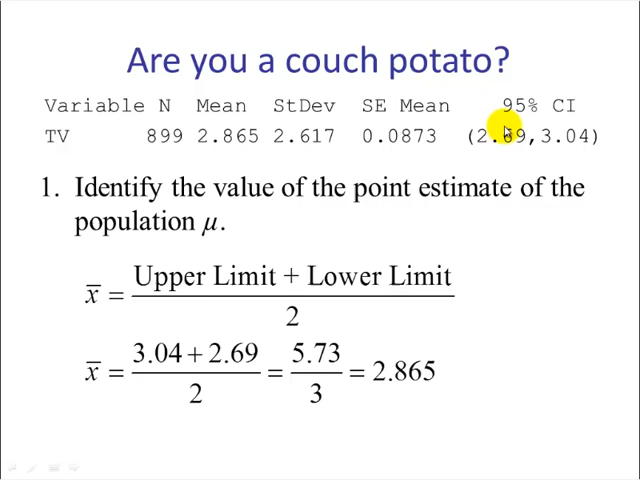 Are you a couch potato?
Variable N Mean StDev SE Mean 95% CI
TV 899 2.865 2.617 0.0873 (2.69,3.04)
1. Identify the value of the point estimate of the
population μ.
x̄ = (Upper Limit + Lower Limit) / 2
x̄ = (3.04 + 2.69) / 2 = 5.73 / 3 = 2.865